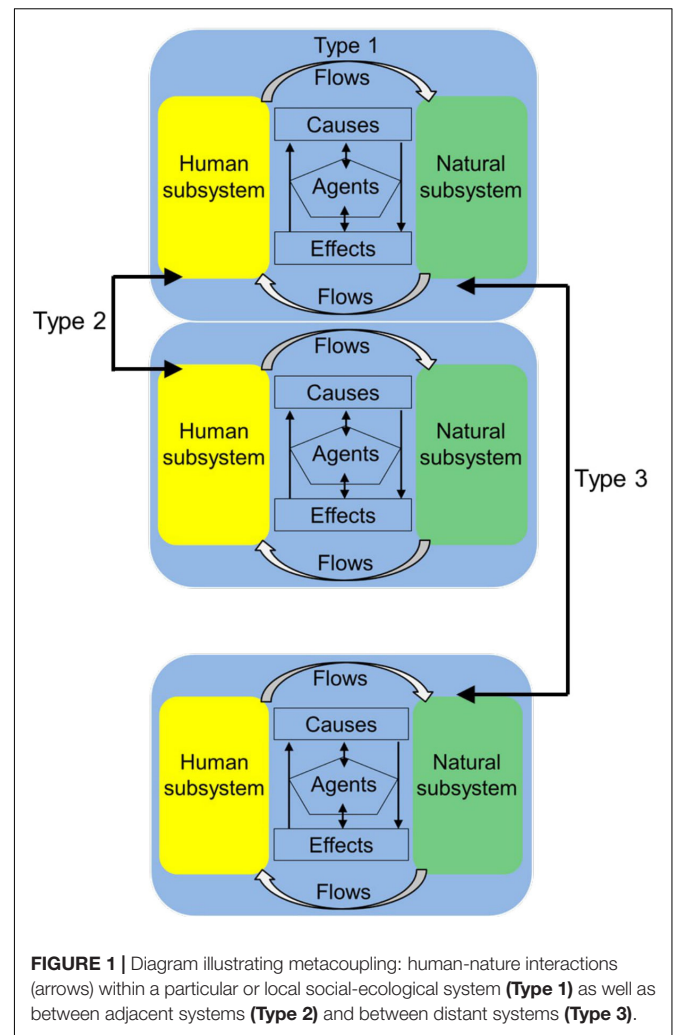 Type 1
Flows
Causes
Human
subsystem
Agents
Natural
subsystem
Effects
Flows
Type 2
Flows
Causes
Human
subsystem
Agents
Natural
subsystem
Effects
Flows
Type 3
Flows
Causes
Human
subsystem
Agents
Natural
subsystem
Effects
Flows
FIGURE 1 | Diagram illustrating metacoupling: human-nature interactions
(arrows) within a particular or local social-ecological system (Type 1) as well as
between adjacent systems (Type 2) and between distant systems (Type 3).